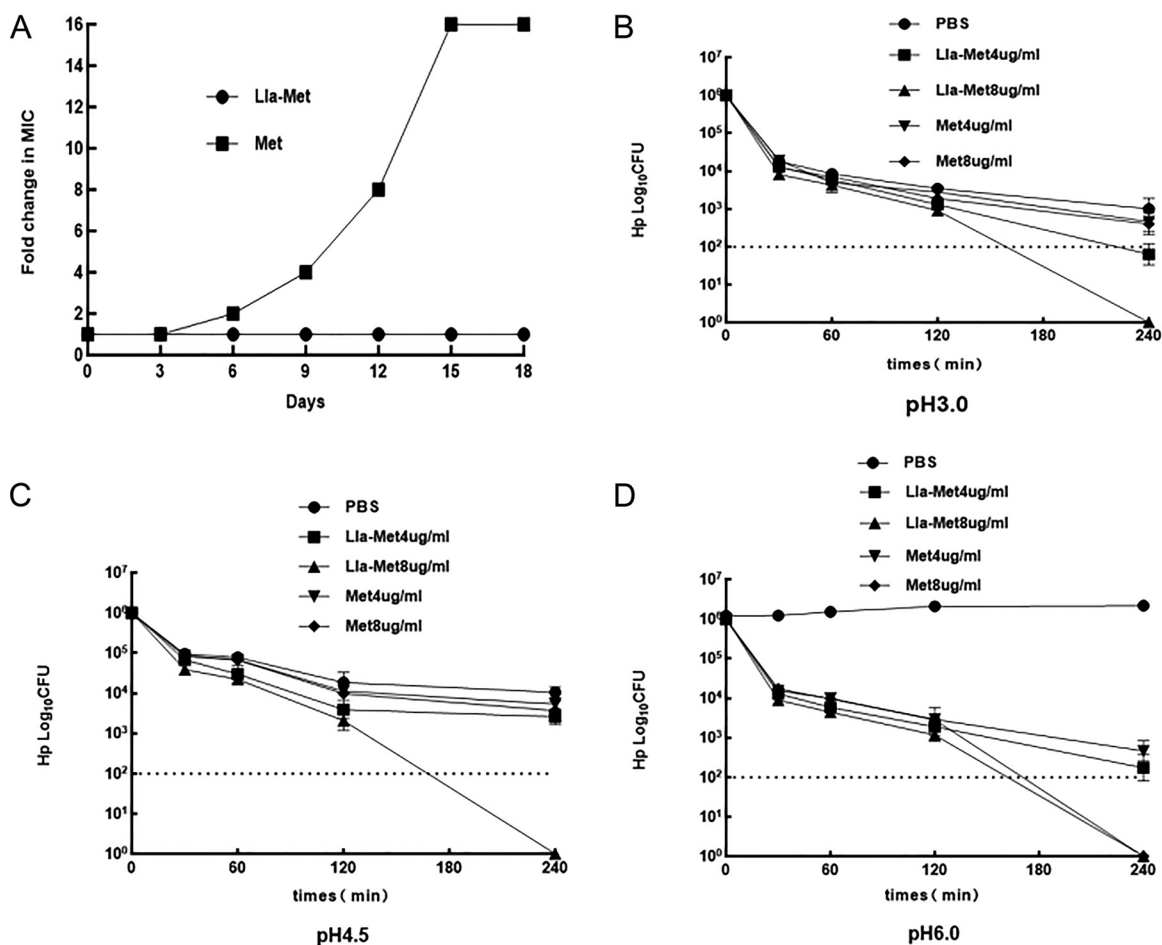 A
Fold change in MIC
16
14
12
10
8
6
4
2
0
Lla-Met
Met
0 3 6 9 12 15 18
Days
B
PBS
Lla-Met4ug/ml
Lla-Met8ug/ml
Met4ug/ml
Met8ug/ml
Hp Log₁₀CFU
10⁷
10⁶
10⁵
10⁴
10³
10²
10¹
10⁰
0 60 120 180 240
times ( min)
pH3.0
C
PBS
Lla-Met4ug/ml
Lla-Met8ug/ml
Met4ug/ml
Met8ug/ml
Hp Log₁₀CFU
10⁷
10⁶
10⁵
10⁴
10³
10²
10¹
10⁰
0 60 120 180 240
times ( min)
pH4.5
D
PBS
Lla-Met4ug/ml
Lla-Met8ug/ml
Met4ug/ml
Met8ug/ml
Hp Log₁₀CFU
10⁷
10⁶
10⁵
10⁴
10³
10²
10¹
10⁰
0 60 120 180 240
times ( min)
pH6.0